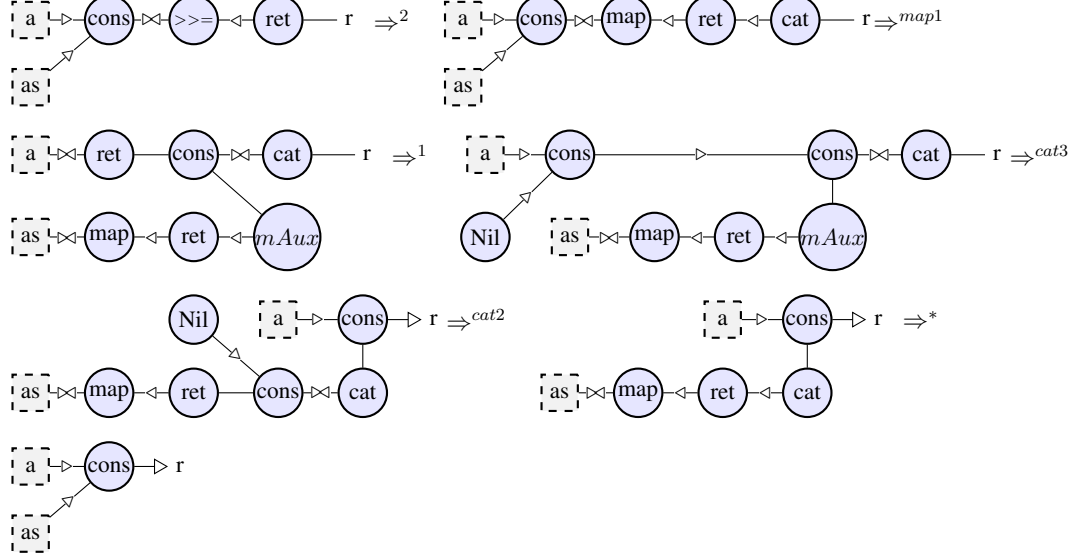 a cons >>= ret r ⇒² a cons map ret cat r ⇒^{map1}
as as
a ret cons cat r ⇒¹ a cons cons cat r ⇒^{cat3}
as map ret mAux Nil as map ret mAux
Nil a cons r ⇒^{cat2} a cons r ⇒^*
as map ret cons cat as map ret cat
a cons r
as